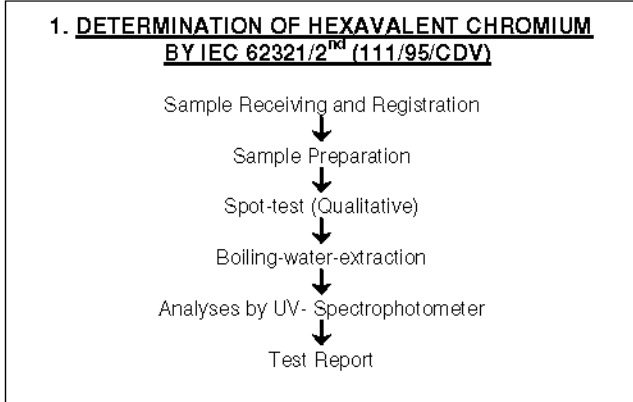 1. DETERMINATION OF HEXAVALENT CHROMIUM
BY IEC 62321/2nd (111/95/CDV)
Sample Receiving and Registration
Sample Preparation
Spot-test (Qualitative)
Boiling-water-extraction
Analyses by UV- Spectrophotometer
Test Report